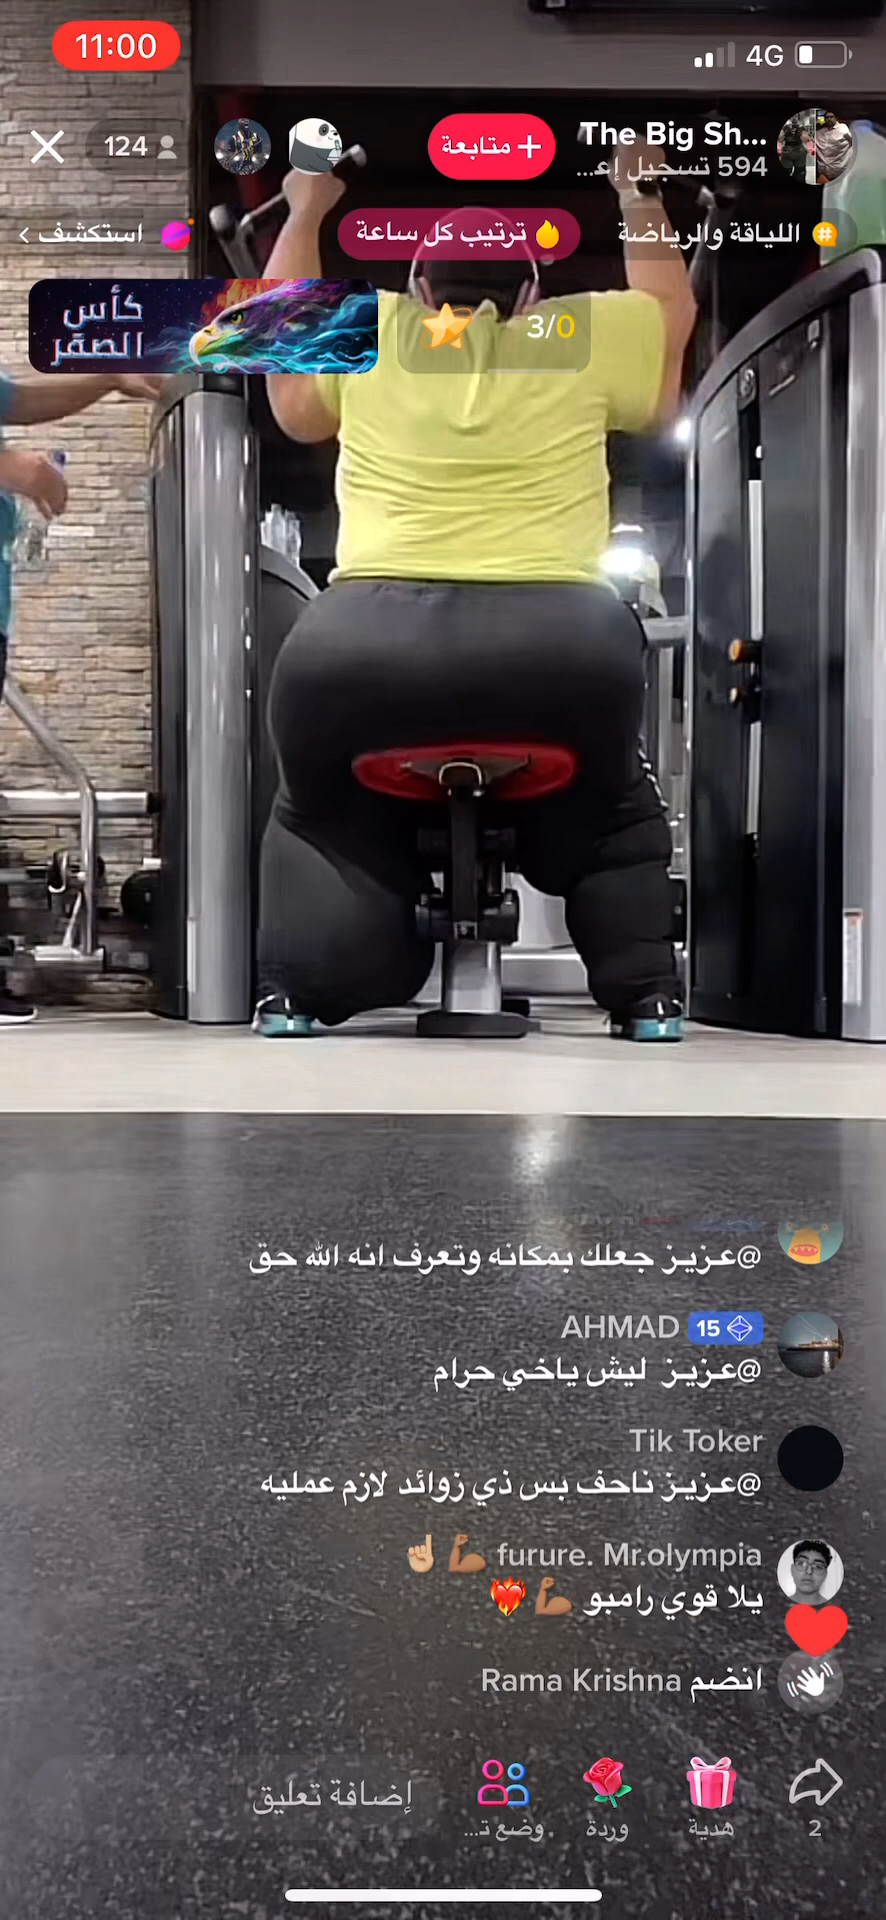 11:00
4G
The Big Sh...
594 تسجيل إع...
متابعة +
124
اللياقة والرياضة
ترتيب كل ساعة
استكشف >
كأس
الصقر
3/0
@عزيز جعلك بمكانه وتعرف انه الله حق
AHMAD 15
@عزيز ليش ياخي حرام
Tik Toker
@عزيز ناحف بس ذي زوائد لازم عمليه
furure. Mr.olympia 💪🏽☝🏼
يلا قوي رامبو 💪🏽❤️‍🔥
Rama Krishna انضم
إضافة تعليق
وضع تـ...
وردة
هدية
2